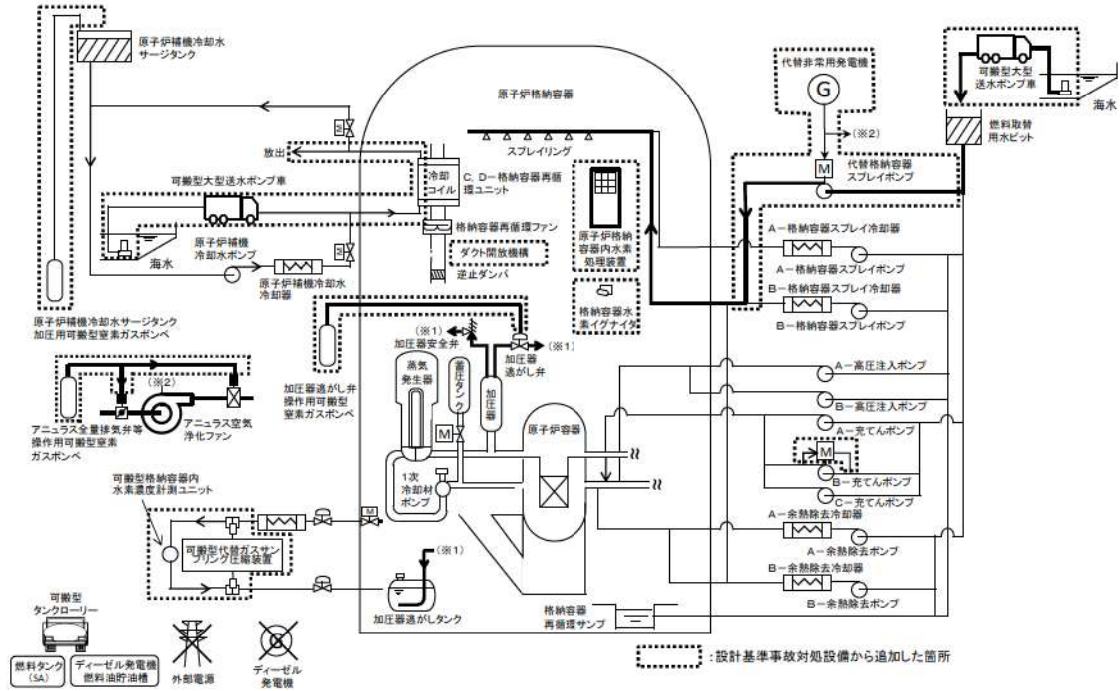 原子炉補機冷却水
サージタンク
原子炉格納容器
代替非常用発電機
G
(※2)
M
代替格納容器
スプレイポンプ
可搬型大型
送水ポンプ車
海水
燃料取替
用水ピット
M
放出
スプレイリング
冷却
コイル
C, D-格納容器再循
環ユニット
可搬型大型送水ポンプ車
格納容器再循環ファン
ダクト開放機構
逆止ダンパ
原子炉格納
容器内水素
処理装置
格納容器水
素イグナイタ
海水
原子炉補機
冷却水ポンプ
M
原子炉補機冷却水
冷却器
原子炉補機冷却水サージタンク
加圧用可搬型窒素ガスボンベ
A-格納容器スプレイ冷却器
A-格納容器スプレイポンプ
B-格納容器スプレイ冷却器
B-格納容器スプレイポンプ
(※1)
加圧器安全弁
(※1)
加圧器
逃がし弁
加圧器逃がし弁
操作用可搬型
窒素ガスボンベ
蒸気
発生器
蓄圧タンク
加圧器
M
原子炉容器
1次
冷却材
ポンプ
(※2)
アニュラス全量排気弁等
操作用可搬型窒素
ガスボンベ
アニュラス空気
浄化ファン
A-高圧注入ポンプ
B-高圧注入ポンプ
A-充てんポンプ
M
B-充てんポンプ
C-充てんポンプ
A-余熱除去冷却器
A-余熱除去ポンプ
B-余熱除去冷却器
B-余熱除去ポンプ
可搬型格納容器内
水素濃度計測ユニット
M
可搬型代替ガスサン
プリング圧縮装置
(※1)
加圧器逃がしタンク
格納容器
再循環サンプ
可搬型
タンクローリー
燃料タンク
(SA)
ディーゼル発電機
燃料油貯油槽
外部電源
ディーゼル
発電機
:設計基準事故対処設備から追加した箇所